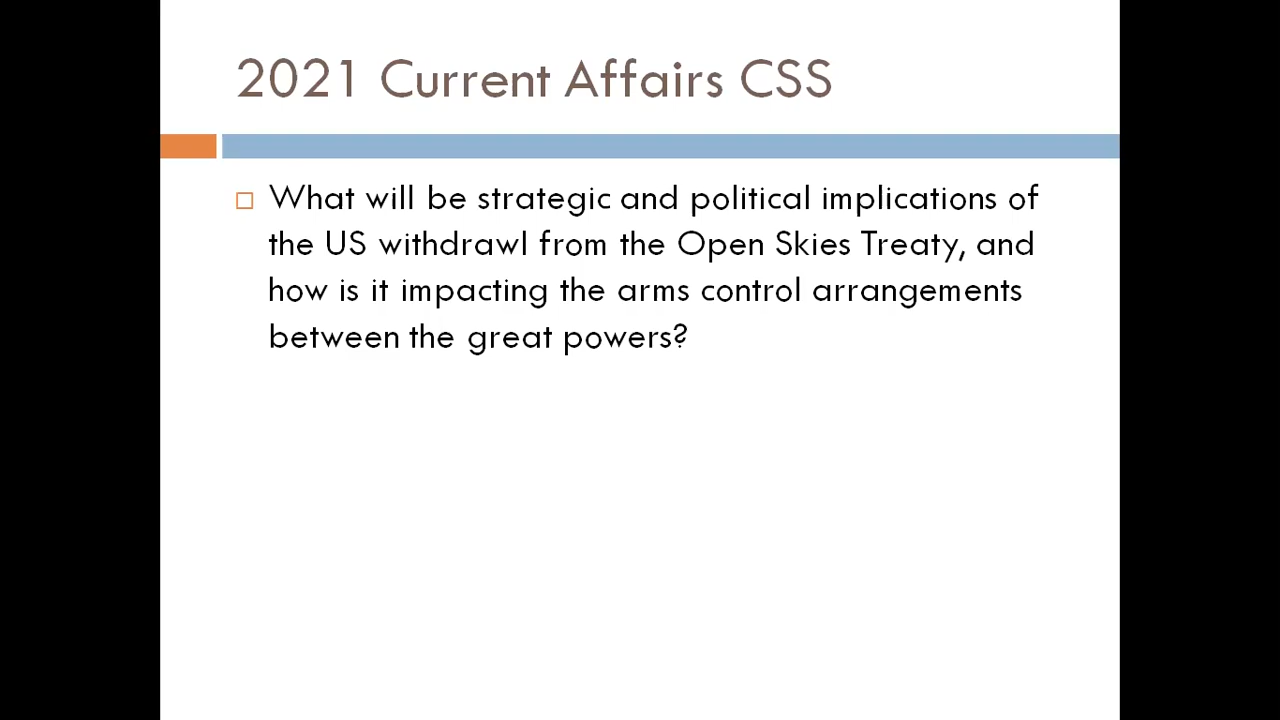 2021 Current Affairs CSS
What will be strategic and political implications of
the US withdrawl from the Open Skies Treaty, and
how is it impacting the arms control arrangements
between the great powers?